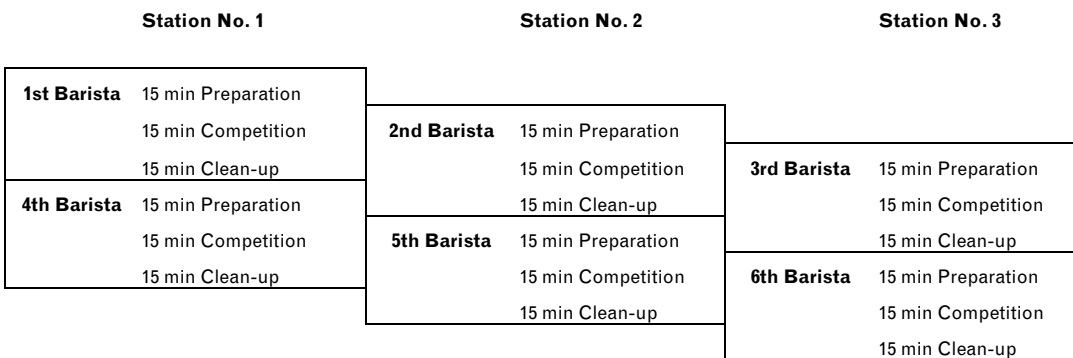 Station No. 1 Station No. 2 Station No. 3
1st Barista 15 min Preparation
15 min Competition 2nd Barista 15 min Preparation
15 min Clean-up 15 min Competition 3rd Barista 15 min Preparation
4th Barista 15 min Preparation 15 min Clean-up 15 min Competition
15 min Competition 5th Barista 15 min Preparation 15 min Clean-up
15 min Clean-up 15 min Competition 6th Barista 15 min Preparation
15 min Clean-up 15 min Competition
15 min Clean-up